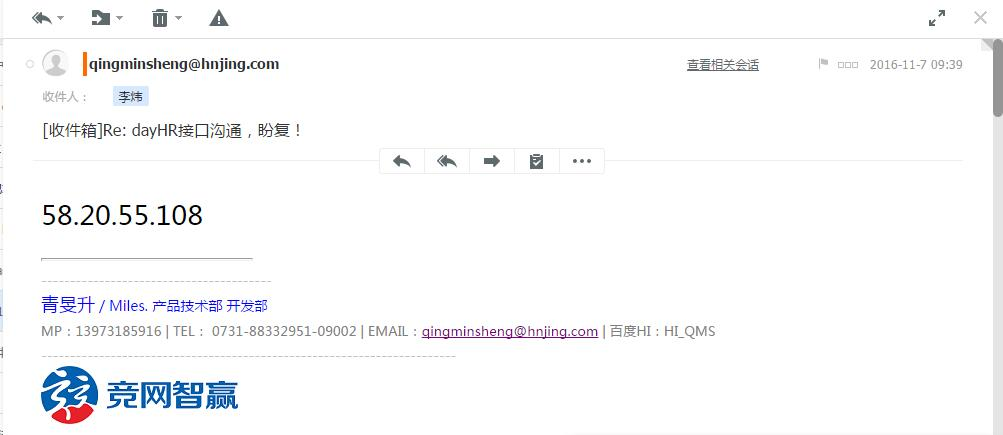 qingminsheng@hnjing.com
查看相关会话
2016-11-7 09:39
收件人：
李炜
[收件箱]Re: dayHR接口沟通，盼复！
58.20.55.108
青旻升 / Miles. 产品技术部 开发部
MP：13973185916 | TEL： 0731-88332951-09002 | EMAIL：qingminsheng@hnjing.com | 百度HI：HI_QMS
竞网智赢